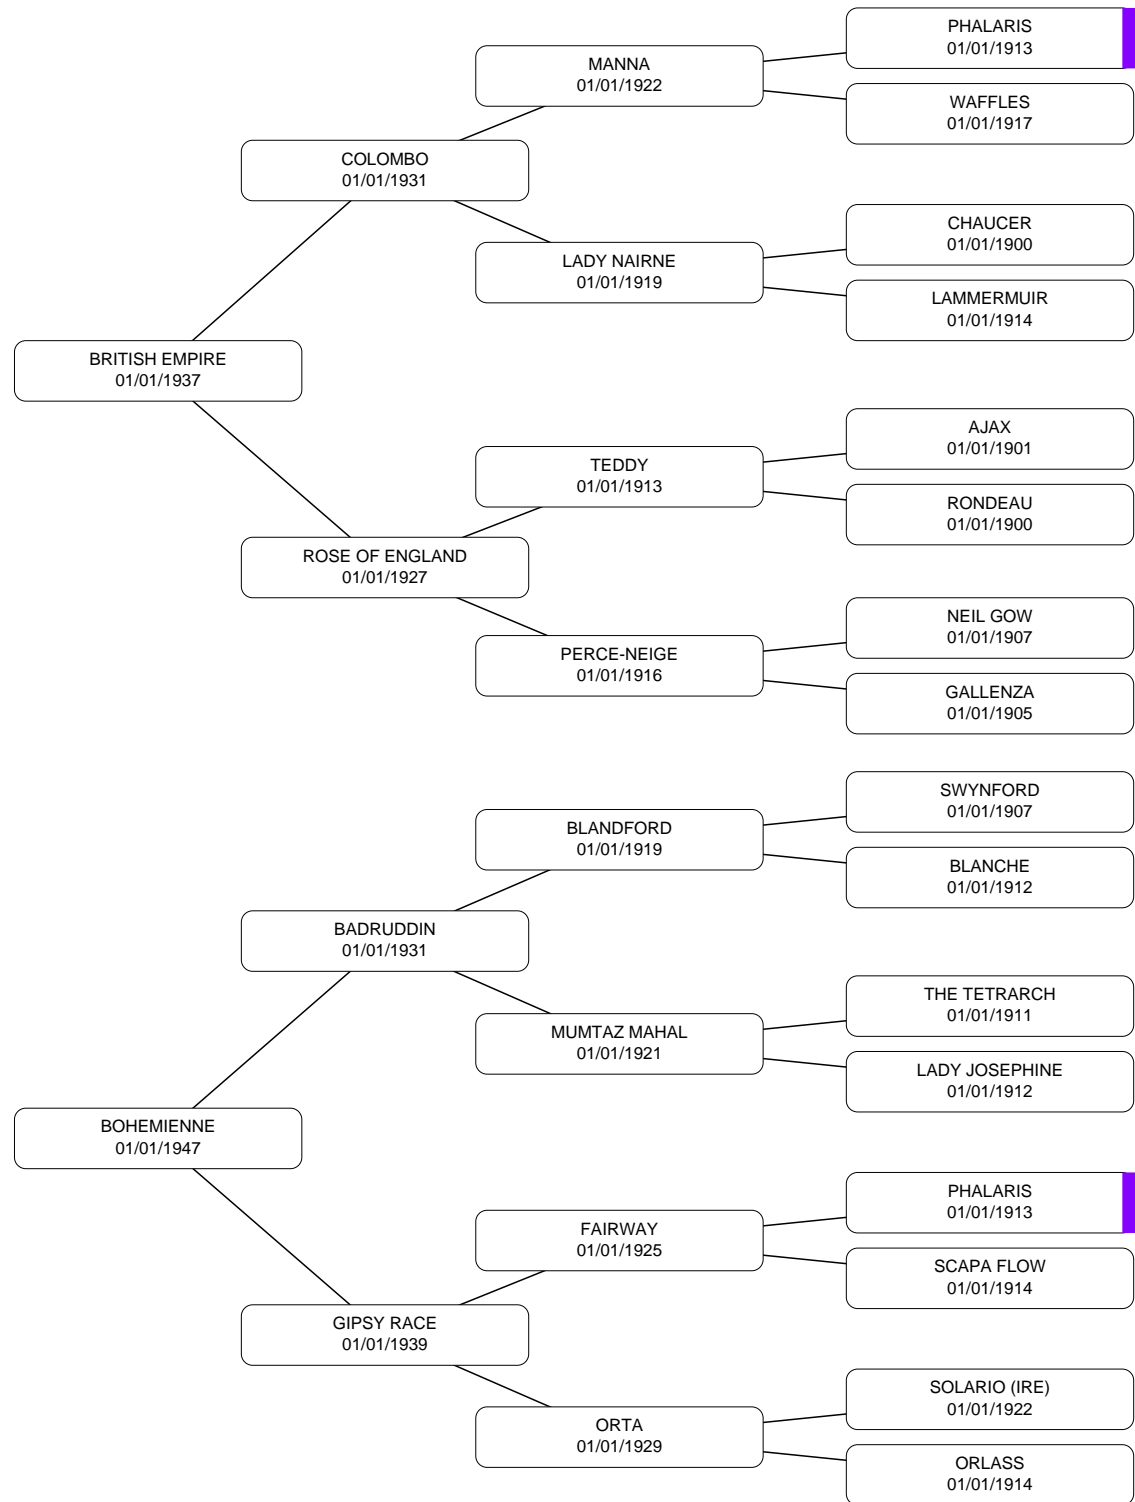 PHALARIS
01/01/1913
MANNA
01/01/1922
WAFFLES
01/01/1917
COLOMBO
01/01/1931
CHAUCER
01/01/1900
LADY NAIRNE
01/01/1919
LAMMERMUIR
01/01/1914
BRITISH EMPIRE
01/01/1937
AJAX
01/01/1901
TEDDY
01/01/1913
RONDEAU
01/01/1900
ROSE OF ENGLAND
01/01/1927
NEIL GOW
01/01/1907
PERCE-NEIGE
01/01/1916
GALLENZA
01/01/1905
SWYNFORD
01/01/1907
BLANDFORD
01/01/1919
BLANCHE
01/01/1912
BADRUDDIN
01/01/1931
THE TETRARCH
01/01/1911
MUMTAZ MAHAL
01/01/1921
LADY JOSEPHINE
01/01/1912
BOHEMIENNE
01/01/1947
PHALARIS
01/01/1913
FAIRWAY
01/01/1925
SCAPA FLOW
01/01/1914
GIPSY RACE
01/01/1939
SOLARIO (IRE)
01/01/1922
ORTA
01/01/1929
ORLASS
01/01/1914